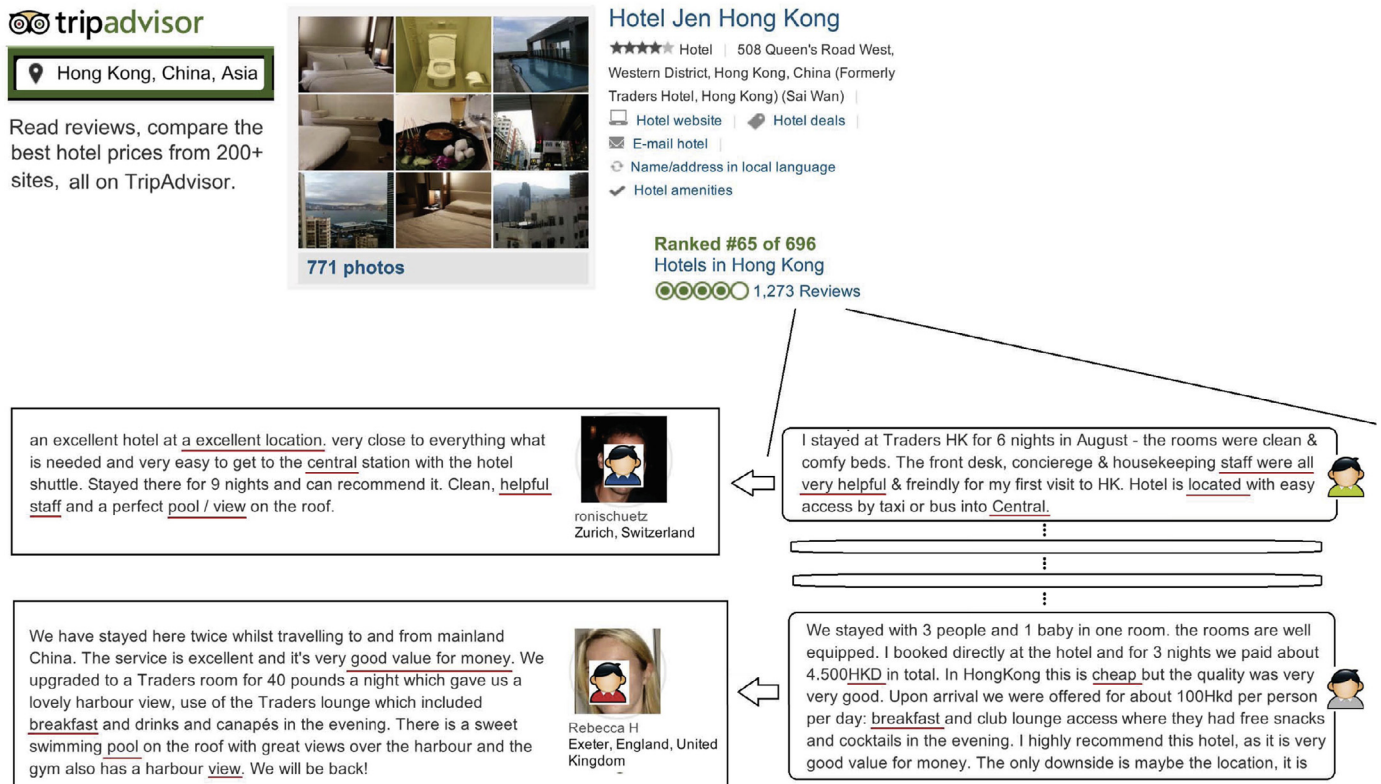 tripadvisor
Hong Kong, China, Asia
Read reviews, compare the
best hotel prices from 200+
sites, all on TripAdvisor.
771 photos
Hotel Jen Hong Kong
Hotel | 508 Queen's Road West,
Western District, Hong Kong, China (Formerly
Traders Hotel, Hong Kong) (Sai Wan) |
Hotel website | Hotel deals |
E-mail hotel |
Name/address in local language
Hotel amenities
Ranked #65 of 696
Hotels in Hong Kong
1,273 Reviews
an excellent hotel at a excellent location. very close to everything what
is needed and very easy to get to the central station with the hotel
shuttle. Stayed there for 9 nights and can recommend it. Clean, helpful
staff and a perfect pool / view on the roof.
ronischuetz
Zurich, Switzerland
I stayed at Traders HK for 6 nights in August - the rooms were clean &
comfy beds. The front desk, concierege & housekeeping staff were all
very helpful & freindly for my first visit to HK. Hotel is located with easy
access by taxi or bus into Central.
We have stayed here twice whilst travelling to and from mainland
China. The service is excellent and it's very good value for money. We
upgraded to a Traders room for 40 pounds a night which gave us a
lovely harbour view, use of the Traders lounge which included
breakfast and drinks and canapés in the evening. There is a sweet
swimming pool on the roof with great views over the harbour and the
gym also has a harbour view. We will be back!
Rebecca H
Exeter, England, United
Kingdom
We stayed with 3 people and 1 baby in one room. the rooms are well
equipped. I booked directly at the hotel and for 3 nights we paid about
4.500HKD in total. In HongKong this is cheap but the quality was very
very good. Upon arrival we were offered for about 100Hkd per person
per day: breakfast and club lounge access where they had free snacks
and cocktails in the evening. I highly recommend this hotel, as it is very
good value for money. The only downside is maybe the location, it is